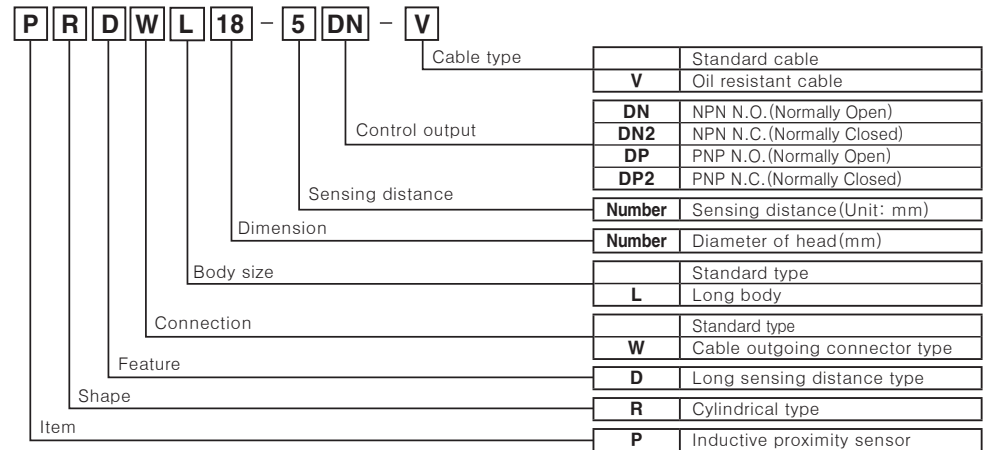 P R D W L 18 - 5 DN - V
Cable type
Standard cable
V Oil resistant cable
Control output
DN NPN N.O.(Normally Open)
DN2 NPN N.C.(Normally Closed)
DP PNP N.O.(Normally Open)
DP2 PNP N.C.(Normally Closed)
Sensing distance
Number Sensing distance(Unit: mm)
Dimension
Number Diameter of head(mm)
Body size
Standard type
L Long body
Connection
Standard type
W Cable outgoing connector type
Feature
D Long sensing distance type
Shape
R Cylindrical type
Item
P Inductive proximity sensor